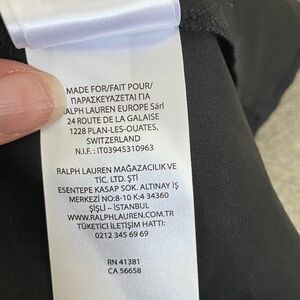 MADE FOR/FAIT POUR/
ΠΑΡΑΣΚΕΥΑΖΕΤΑΙ ΓΙΑ
RALPH LAUREN EUROPE Sàrl
24 ROUTE DE LA GALAISE
1228 PLAN-LES-OUATES,
SWITZERLAND
N.I.F. : IT03945310963
RALPH LAUREN MAĞAZACILIK VE
TİC. LTD. ŞTİ
ESENTEPE KASAP SOK. ALTINAY İŞ
MERKEZİ NO:8-10 K:4 34360
ŞİŞLİ – İSTANBUL
WWW.RALPHLAUREN.COM.TR
TÜKETİCİ İLETİŞİM HATTI:
0212 345 69 69
RN 41381
CA 56658